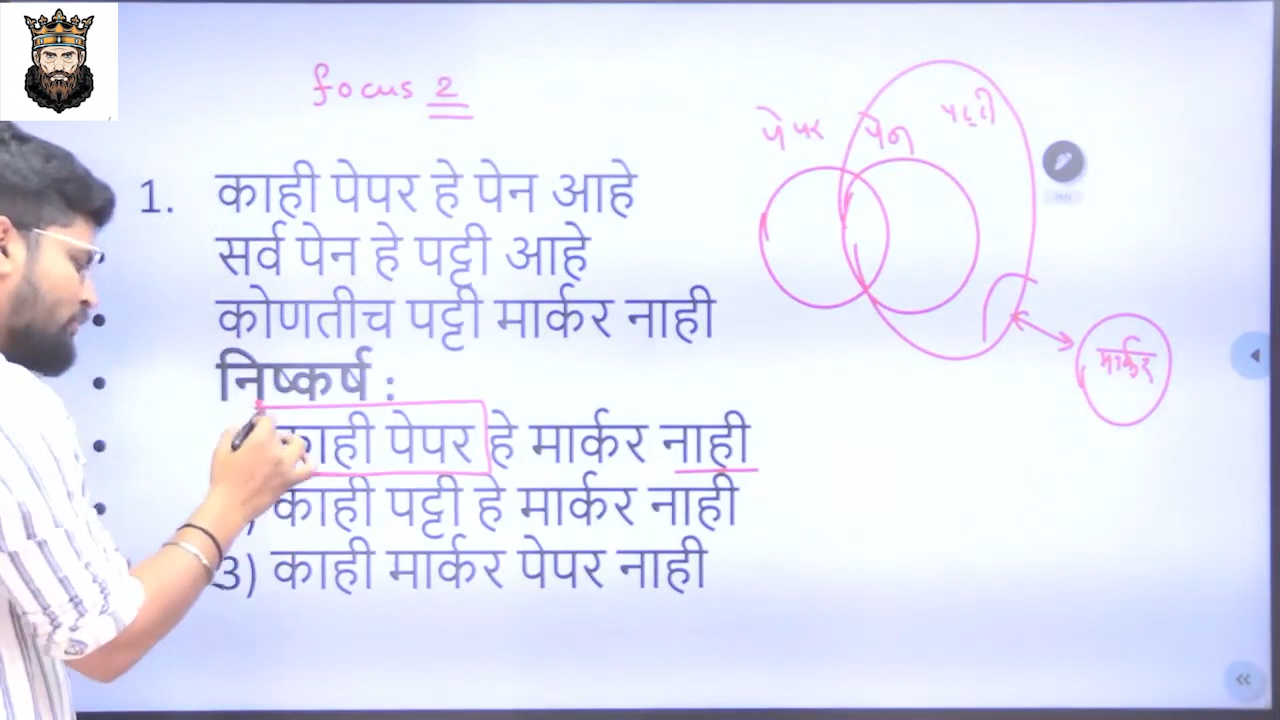 focus 2
पेपर पेन पट्टी
1. काही पेपर हे पेन आहे
सर्व पेन हे पट्टी आहे
कोणतीच पट्टी मार्कर नाही
मार्कर
निष्कर्ष :
काही पेपर हे मार्कर नाही
) काही पट्टी हे मार्कर नाही
3) काही मार्कर पेपर नाही